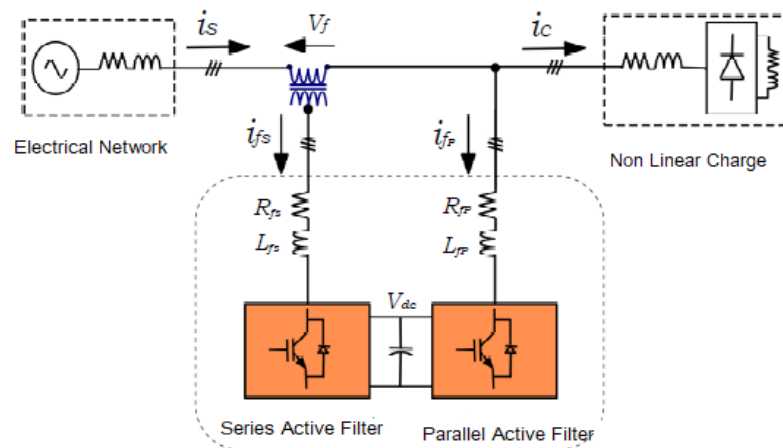 iS
Vf
iC
Electrical Network
Non Linear Charge
ifS
ifP
RfS
RfP
LfS
LfP
Vdc
Series Active Filter
Parallel Active Filter